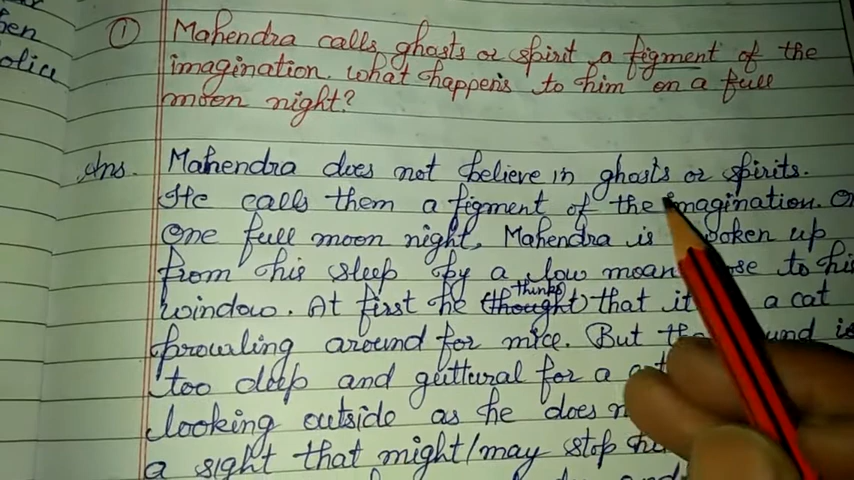 hen
olice
① Mahendra calls ghosts or spirit a figment of the
imagination. what happens to him on a full
moon night?
Ans. Mahendra does not believe in ghosts or spirits.
He calls them a figment of the imagination. On
one full moon night, Mahendra is woken up
from his sleep by a low moan close to his
window. At first he (thought) thinks that it a cat
prowling around for mice. But the sound is
too deep and guttural for a
looking outside as he does
a sight that might/may stop